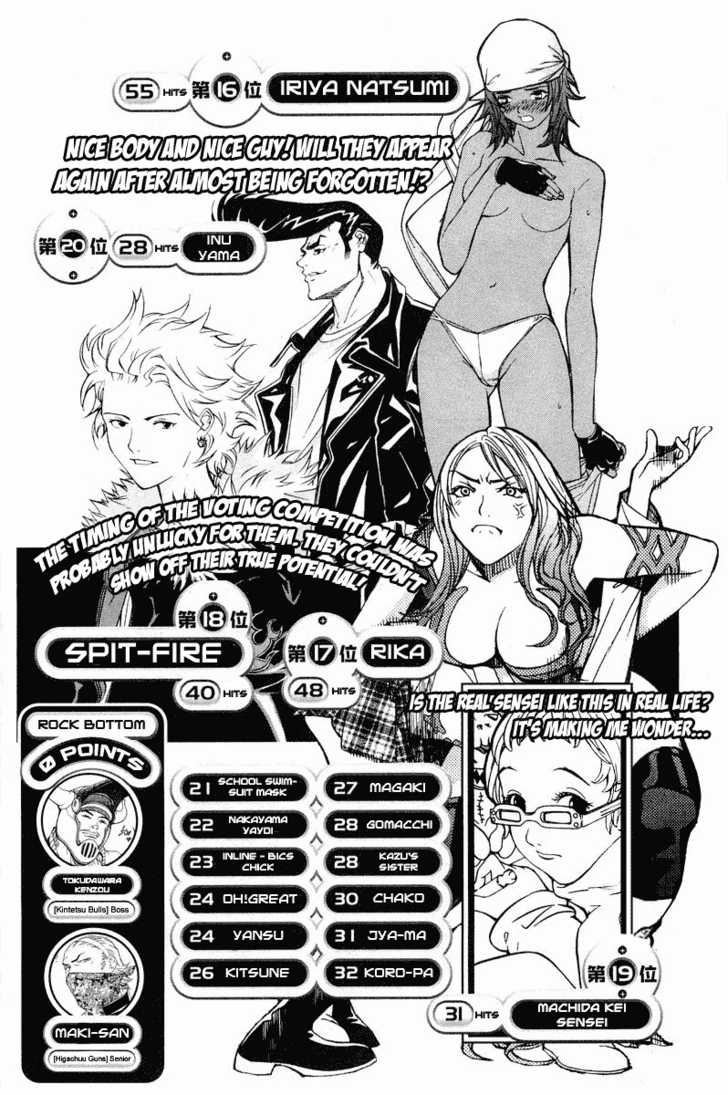 55 HITS 第16位 IRIYA NATSUMI
NICE BODY AND NICE GUY! WILL THEY APPEAR
AGAIN AFTER ALMOST BEING FORGOTTEN!?
第20位 28 HITS INU
YAMA
THE TIMING OF THE VOTING COMPETITION WAS
PROBABLY UNLUCKY FOR THEM. THEY COULDN'T
SHOW OFF THEIR TRUE POTENTIAL!
第18位
SPIT-FIRE
40 HITS
第17位 RIKA
48 HITS
IS THE REAL SENSEI LIKE THIS IN REAL LIFE?
IT'S MAKING ME WONDER...
ROCK BOTTOM
0 POINTS
TOKUDAWARA
KENZOU
[Kintetsu Bulls] Boss
MAKI-SAN
[Higachuu Guns] Senior
21 SCHOOL SWIM-
SUIT MASK
22 NAKAYAMA
YAYOI
23 INLINE - BICS
CHICK
24 OH!GREAT
24 YANSU
26 KITSUNE
27 MAGAKI
28 GOMACCHI
28 KAZU'S
SISTER
30 CHAKO
31 JYA-MA
32 KORO-PA
第19位
31 HITS MACHIDA KEI
SENSEI